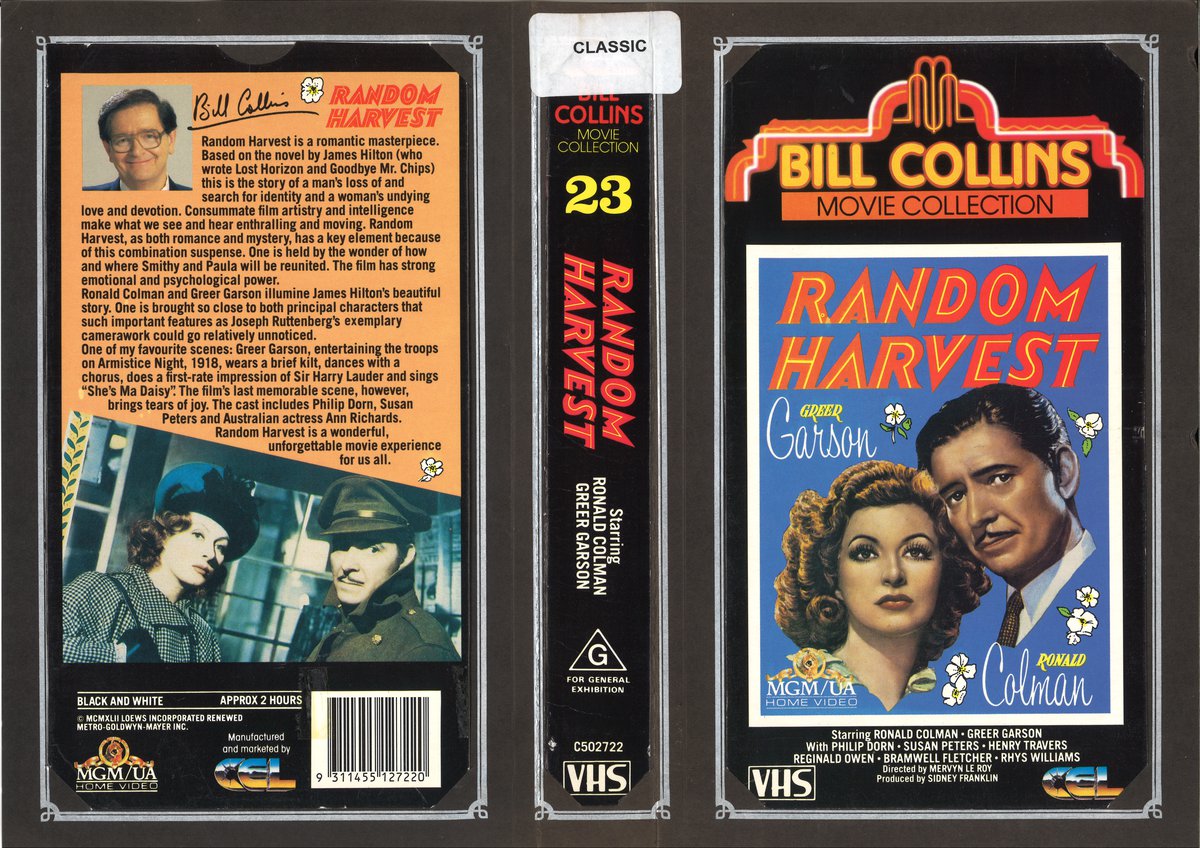 Bill Collins
RANDOM
HARVEST
Random Harvest is a romantic masterpiece.
Based on the novel by James Hilton (who
wrote Lost Horizon and Goodbye Mr. Chips)
this is the story of a man's loss of and
search for identity and a woman's undying
love and devotion. Consummate film artistry and intelligence
make what we see and hear enthralling and moving. Random
Harvest, as both romance and mystery, has a key element because
of this combination suspense. One is held by the wonder of how
and where Smithy and Paula will be reunited. The film has strong
emotional and psychological power.
Ronald Colman and Greer Garson illumine James Hilton's beautiful
story. One is brought so close to both principal characters that
such important features as Joseph Ruttenberg's exemplary
camerawork could go relatively unnoticed.
One of my favourite scenes: Greer Garson, entertaining the troops
on Armistice Night, 1918, wears a brief kilt, dances with a
chorus, does a first-rate impression of Sir Harry Lauder and sings
"She's Ma Daisy". The film's last memorable scene, however,
brings tears of joy. The cast includes Philip Dorn, Susan
Peters and Australian actress Ann Richards.
Random Harvest is a wonderful,
unforgettable movie experience
for us all.
BLACK AND WHITE APPROX 2 HOURS
© MCMXLII LOEWS INCORPORATED RENEWED
METRO-GOLDWYN-MAYER INC.
Manufactured
and marketed by
MGM/UA
HOME VIDEO
CEL
9 311455 127220
CLASSIC
BILL
COLLINS
MOVIE
COLLECTION
23
RANDOM
HARVEST
Starring
RONALD COLMAN
GREER GARSON
G
FOR GENERAL
EXHIBITION
C502722
VHS
BILL COLLINS
MOVIE COLLECTION
RANDOM
HARVEST
GREER
Garson
RONALD
Colman
MGM/UA
HOME VIDEO
Starring RONALD COLMAN • GREER GARSON
With PHILIP DORN • SUSAN PETERS • HENRY TRAVERS
REGINALD OWEN • BRAMWELL FLETCHER • RHYS WILLIAMS
Directed by MERVYN LE ROY
Produced by SIDNEY FRANKLIN
VHS
CEL